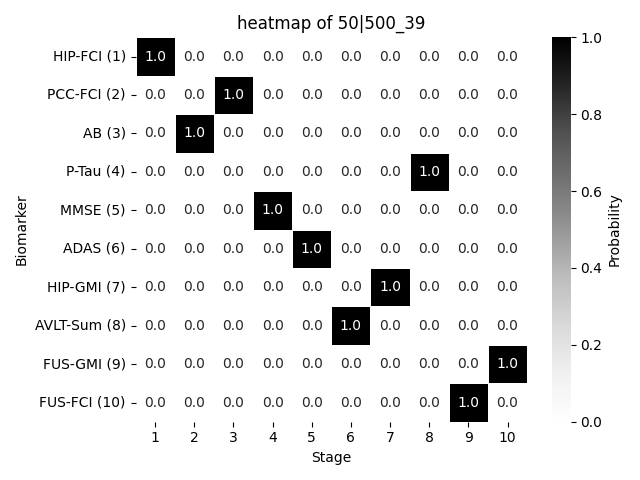 heatmap of 50|500_39
HIP-FCI (1) 1.0 0.0 0.0 0.0 0.0 0.0 0.0 0.0 0.0 0.0
PCC-FCI (2) 0.0 0.0 1.0 0.0 0.0 0.0 0.0 0.0 0.0 0.0
AB (3) 0.0 1.0 0.0 0.0 0.0 0.0 0.0 0.0 0.0 0.0
P-Tau (4) 0.0 0.0 0.0 0.0 0.0 0.0 0.0 1.0 0.0 0.0
MMSE (5) 0.0 0.0 0.0 1.0 0.0 0.0 0.0 0.0 0.0 0.0
ADAS (6) 0.0 0.0 0.0 0.0 1.0 0.0 0.0 0.0 0.0 0.0
HIP-GMI (7) 0.0 0.0 0.0 0.0 0.0 0.0 1.0 0.0 0.0 0.0
AVLT-Sum (8) 0.0 0.0 0.0 0.0 0.0 1.0 0.0 0.0 0.0 0.0
FUS-GMI (9) 0.0 0.0 0.0 0.0 0.0 0.0 0.0 0.0 0.0 1.0
FUS-FCI (10) 0.0 0.0 0.0 0.0 0.0 0.0 0.0 0.0 1.0 0.0
1 2 3 4 5 6 7 8 9 10
Stage
Biomarker
1.0
0.8
0.6
0.4
0.2
0.0
Probability